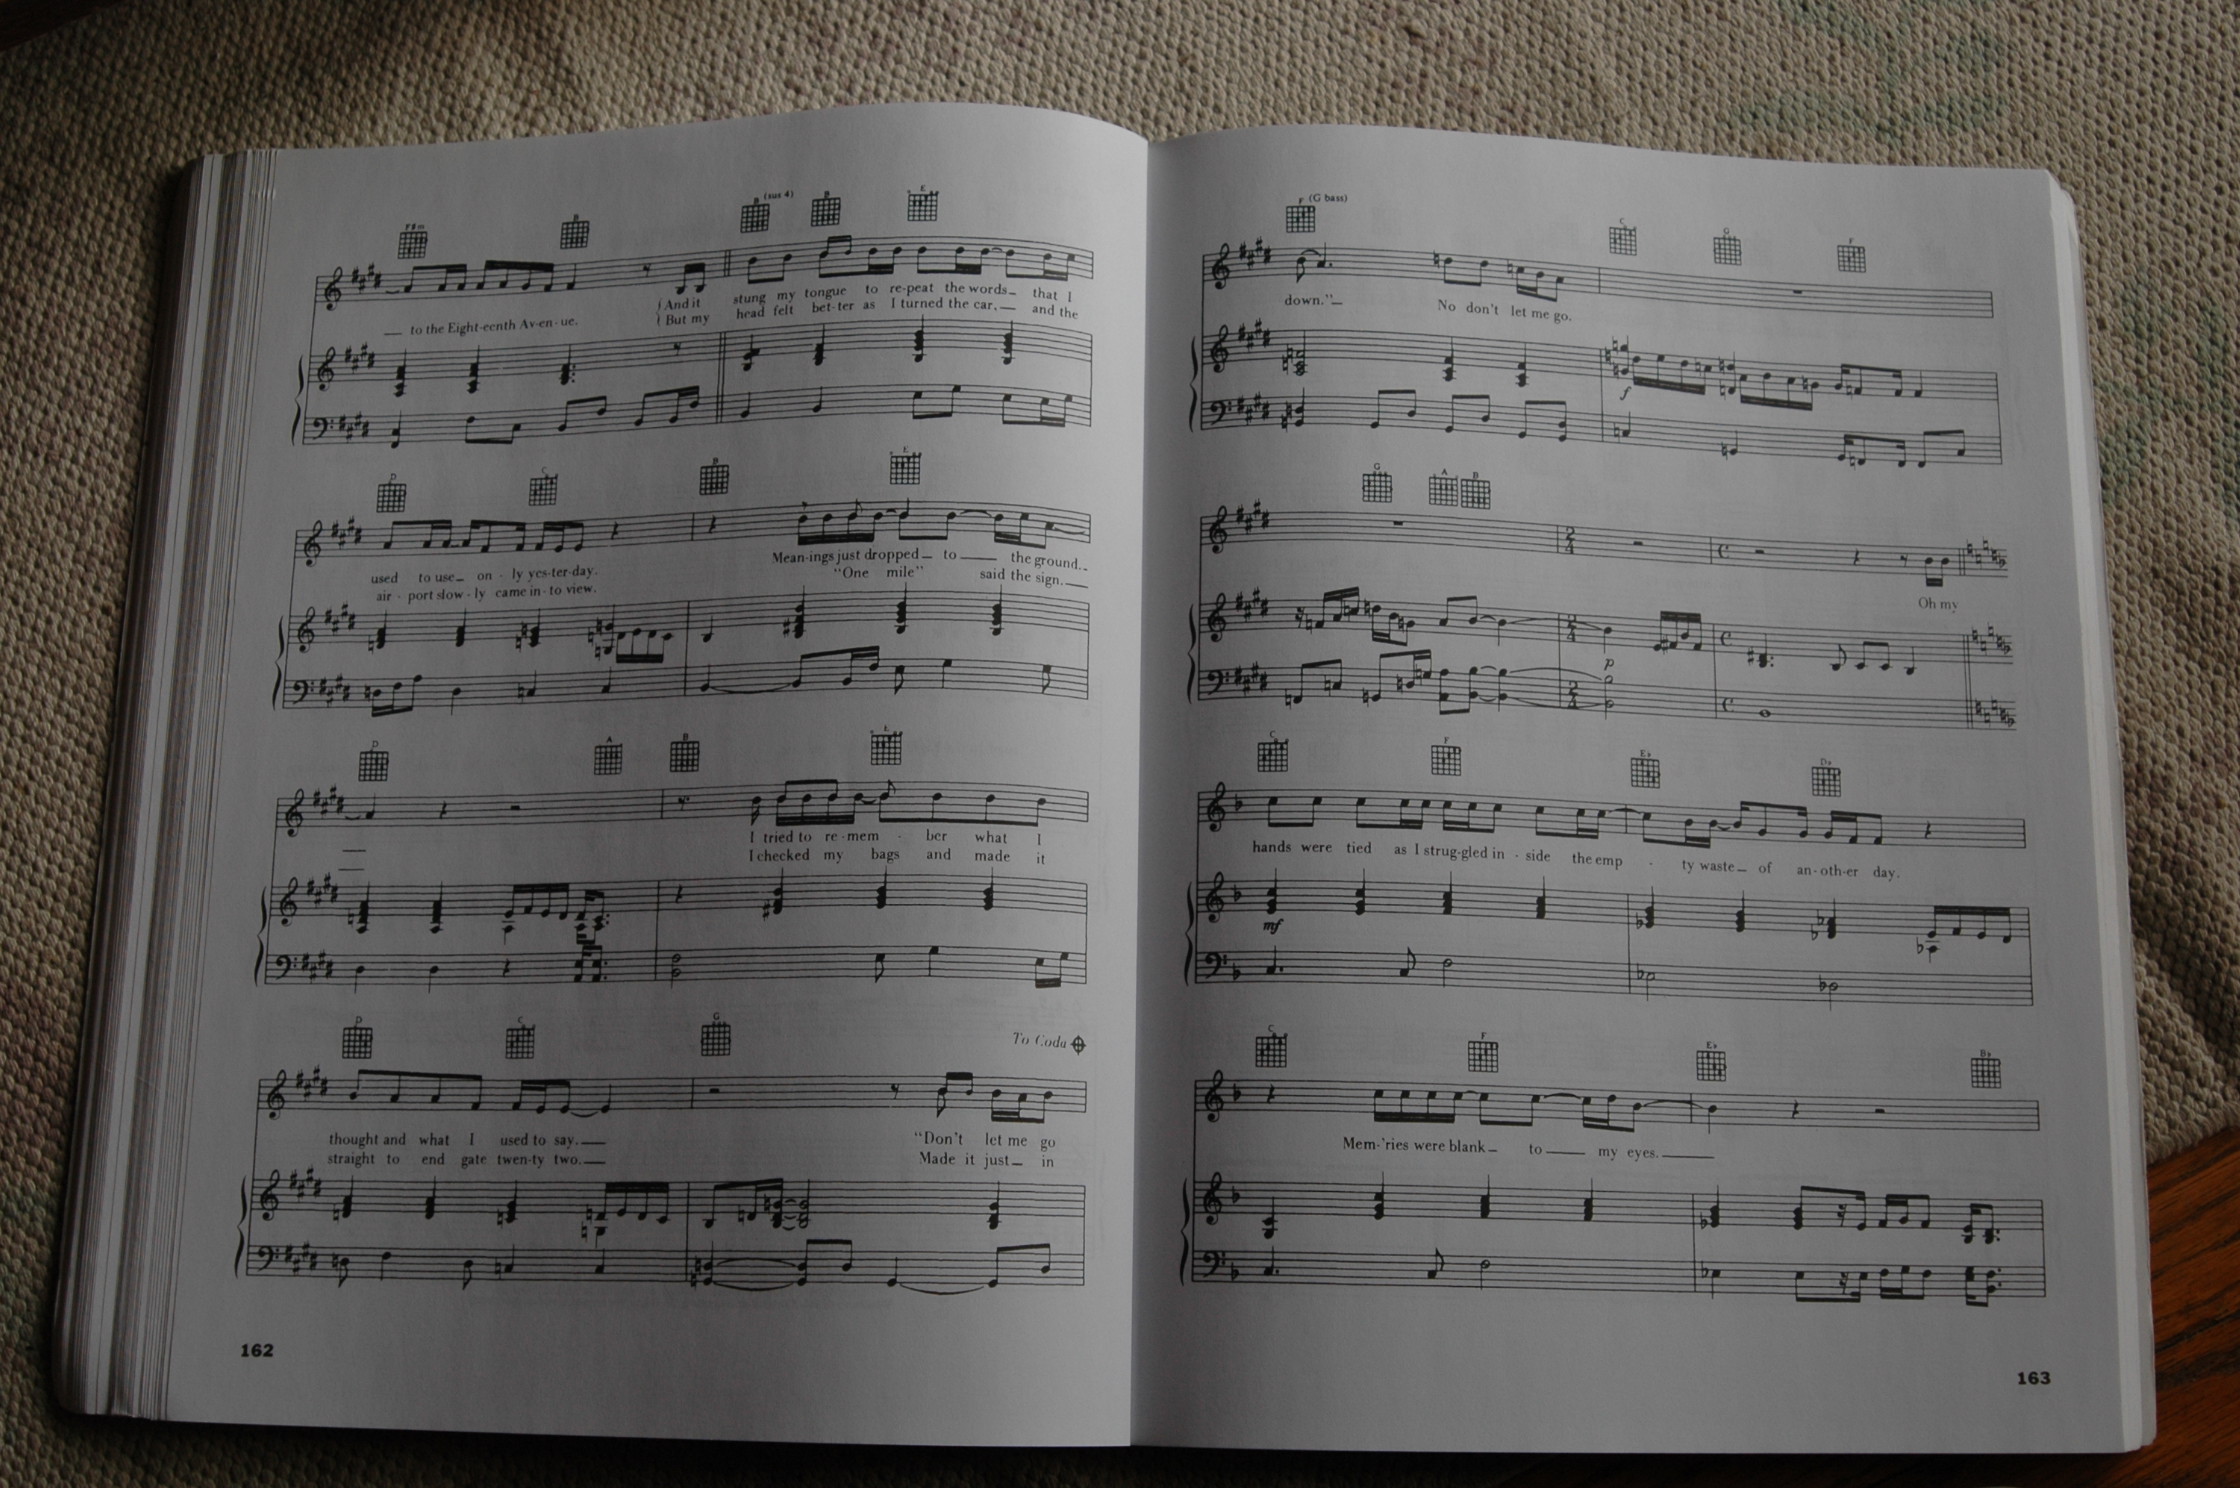 F♯m B B (sus 4) B E
— to the Eight-eenth Av-en-ue. (And it stung my tongue to re-peat the words— that I
(But my head felt bet-ter as I turned the car.— and the
D C B E
used to use— on - ly yes-ter-day. Mean-ings just dropped— to— the ground.—
air - port slow - ly came in - to view. "One mile" said the sign.—
D A B E
I tried to re - mem - ber what I
I checked my bags and made it
D C G To Coda
thought and what I used to say.— "Don't let me go
straight to end gate twen-ty two.— Made it just— in
162
F (G bass) C G F
down."— No don't let me go.
f
G A B
Oh my
C F E♭ D♭
hands were tied as I strug-gled in - side the emp - ty waste— of an-oth-er day.
mf
C F E♭ B♭
Mem-'ries were blank— to— my eyes.—
163